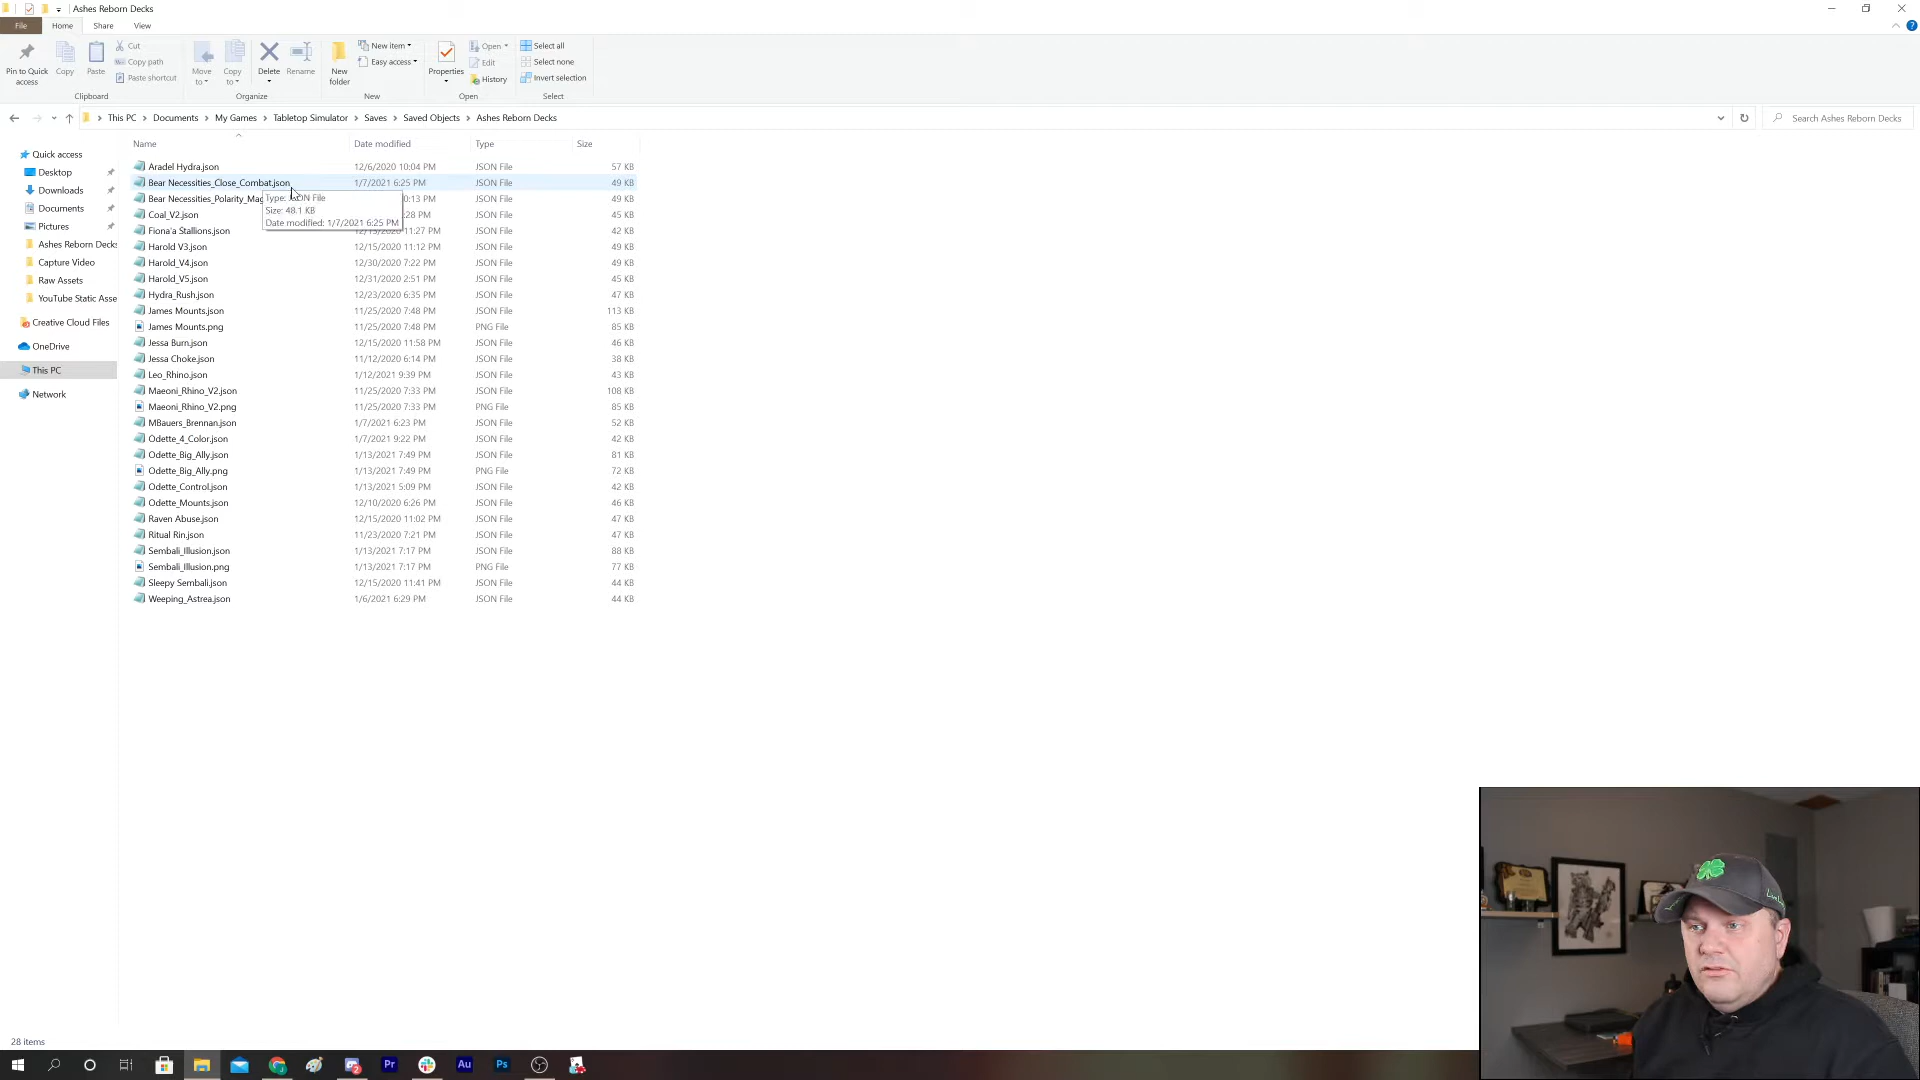 Ashes Reborn Decks
File Home Share View
Pin to Quick access
Copy
Paste
Cut
Copy path
Paste shortcut
Clipboard
Move to
Copy to
Delete
Rename
Organize
New folder
New item
Easy access
New
Properties
Open
Edit
History
Open
Select all
Select none
Invert selection
Select
This PC > Documents > My Games > Tabletop Simulator > Saves > Saved Objects > Ashes Reborn Decks
Search Ashes Reborn Decks
Quick access
Desktop
Downloads
Documents
Pictures
Ashes Reborn Decks
Capture Video
Raw Assets
YouTube Static Asse
Creative Cloud Files
OneDrive
This PC
Network
Name Date modified Type Size
Aradel Hydra.json 12/6/2020 10:04 PM JSON File 57 KB
Bear Necessities_Close_Combat.json 1/7/2021 6:25 PM JSON File 49 KB
Bear Necessities_Polarity_Mag 0:13 PM JSON File 49 KB
Coal_V2.json :28 PM JSON File 45 KB
Fiona'a Stallions.json 12/15/2020 11:27 PM JSON File 42 KB
Harold V3.json 12/15/2020 11:12 PM JSON File 49 KB
Harold_V4.json 12/30/2020 7:22 PM JSON File 49 KB
Harold_V5.json 12/31/2020 2:51 PM JSON File 45 KB
Hydra_Rush.json 12/23/2020 6:35 PM JSON File 47 KB
James Mounts.json 11/25/2020 7:48 PM JSON File 113 KB
James Mounts.png 11/25/2020 7:48 PM PNG File 85 KB
Jessa Burn.json 12/15/2020 11:58 PM JSON File 46 KB
Jessa Choke.json 11/12/2020 6:14 PM JSON File 38 KB
Leo_Rhino.json 1/12/2021 9:39 PM JSON File 43 KB
Maeoni_Rhino_V2.json 11/25/2020 7:33 PM JSON File 108 KB
Maeoni_Rhino_V2.png 11/25/2020 7:33 PM PNG File 85 KB
MBauers_Brennan.json 1/7/2021 6:23 PM JSON File 52 KB
Odette_4_Color.json 1/7/2021 9:22 PM JSON File 42 KB
Odette_Big_Ally.json 1/13/2021 7:49 PM JSON File 81 KB
Odette_Big_Ally.png 1/13/2021 7:49 PM PNG File 72 KB
Odette_Control.json 1/13/2021 5:09 PM JSON File 42 KB
Odette_Mounts.json 12/10/2020 6:26 PM JSON File 46 KB
Raven Abuse.json 12/15/2020 11:02 PM JSON File 47 KB
Ritual Rin.json 11/23/2020 7:21 PM JSON File 47 KB
Sembali_Illusion.json 1/13/2021 7:17 PM JSON File 88 KB
Sembali_Illusion.png 1/13/2021 7:17 PM PNG File 77 KB
Sleepy Sembali.json 12/15/2020 11:41 PM JSON File 44 KB
Weeping_Astrea.json 1/6/2021 6:29 PM JSON File 44 KB
Type: JSON File
Size: 48.1 KB
Date modified: 1/7/2021 6:25 PM
28 items
Pr
Au
Ps